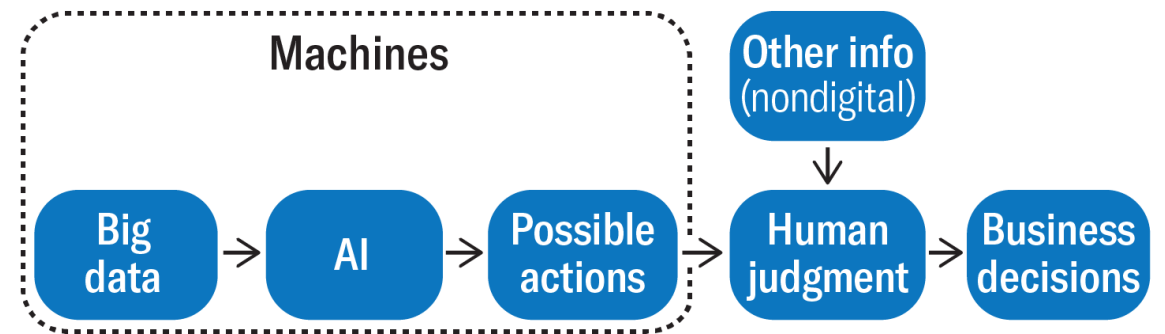 Machines
Other info
(nondigital)
Big
data
AI
Possible
actions
Human
judgment
Business
decisions